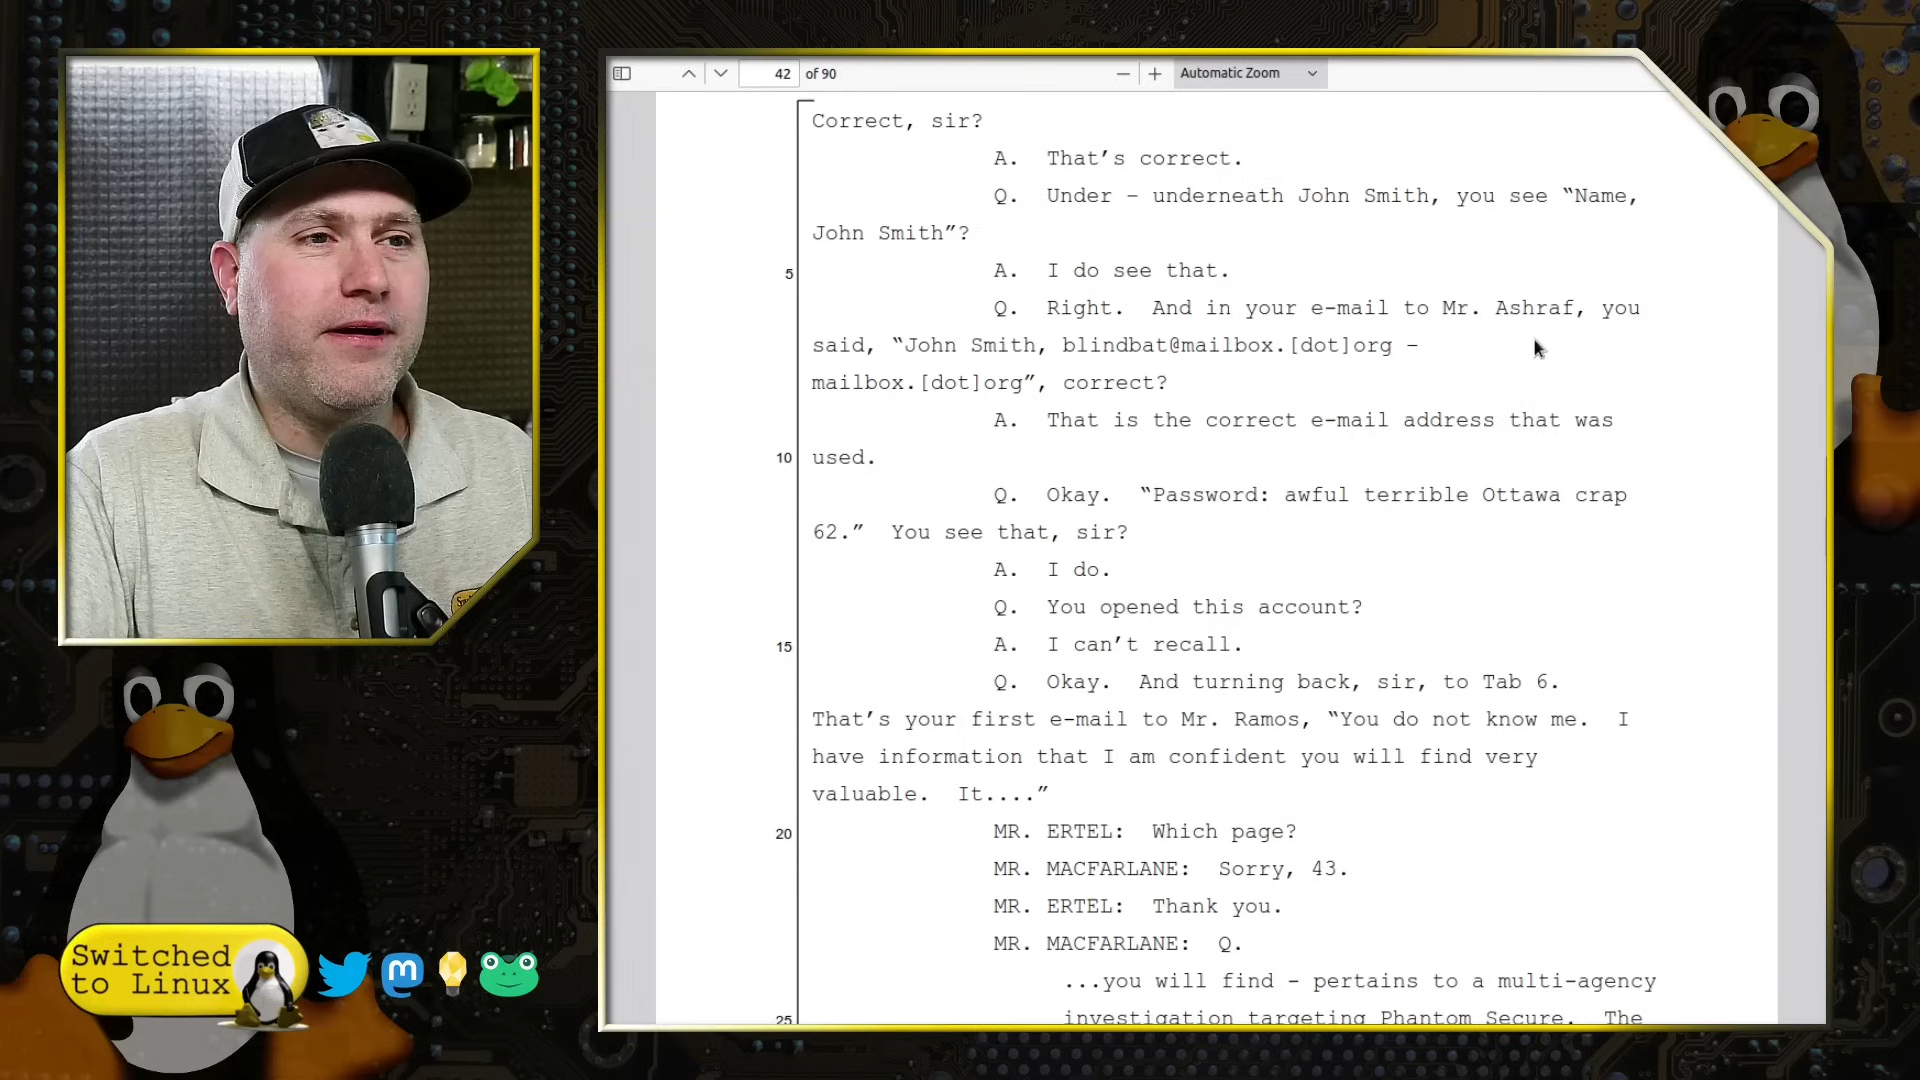 42 of 90
Automatic Zoom
Correct, sir?
A. That’s correct.
Q. Under – underneath John Smith, you see “Name,
John Smith”?
5 A. I do see that.
Q. Right. And in your e-mail to Mr. Ashraf, you
said, “John Smith, blindbat@mailbox.[dot]org –
mailbox.[dot]org”, correct?
A. That is the correct e-mail address that was
10 used.
Q. Okay. “Password: awful terrible Ottawa crap
62.” You see that, sir?
A. I do.
Q. You opened this account?
15 A. I can’t recall.
Q. Okay. And turning back, sir, to Tab 6.
That’s your first e-mail to Mr. Ramos, “You do not know me. I
have information that I am confident you will find very
valuable. It....”
20 MR. ERTEL: Which page?
MR. MACFARLANE: Sorry, 43.
MR. ERTEL: Thank you.
MR. MACFARLANE: Q.
...you will find – pertains to a multi-agency
25 investigation targeting Phantom Secure. The
Switched
to Linux